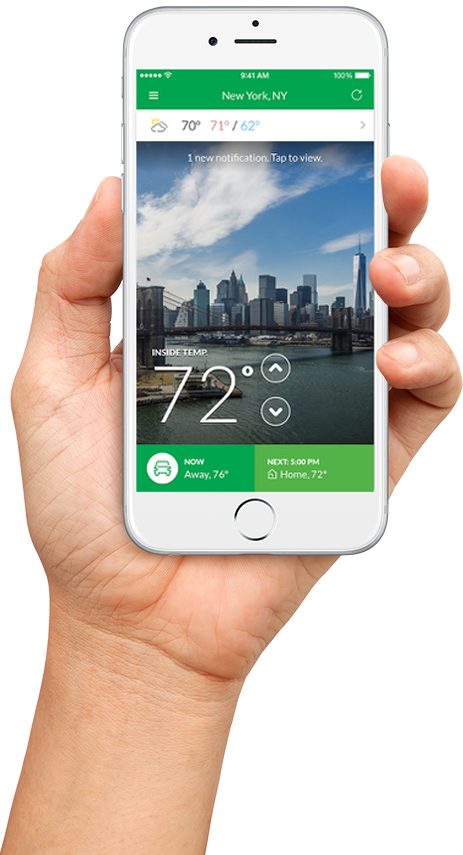 9:41 AM
100%
New York, NY
70° 71° / 62°
1 new notification. Tap to view.
INSIDE TEMP.
72°
NOW
Away, 76°
NEXT: 5:00 PM
Home, 72°